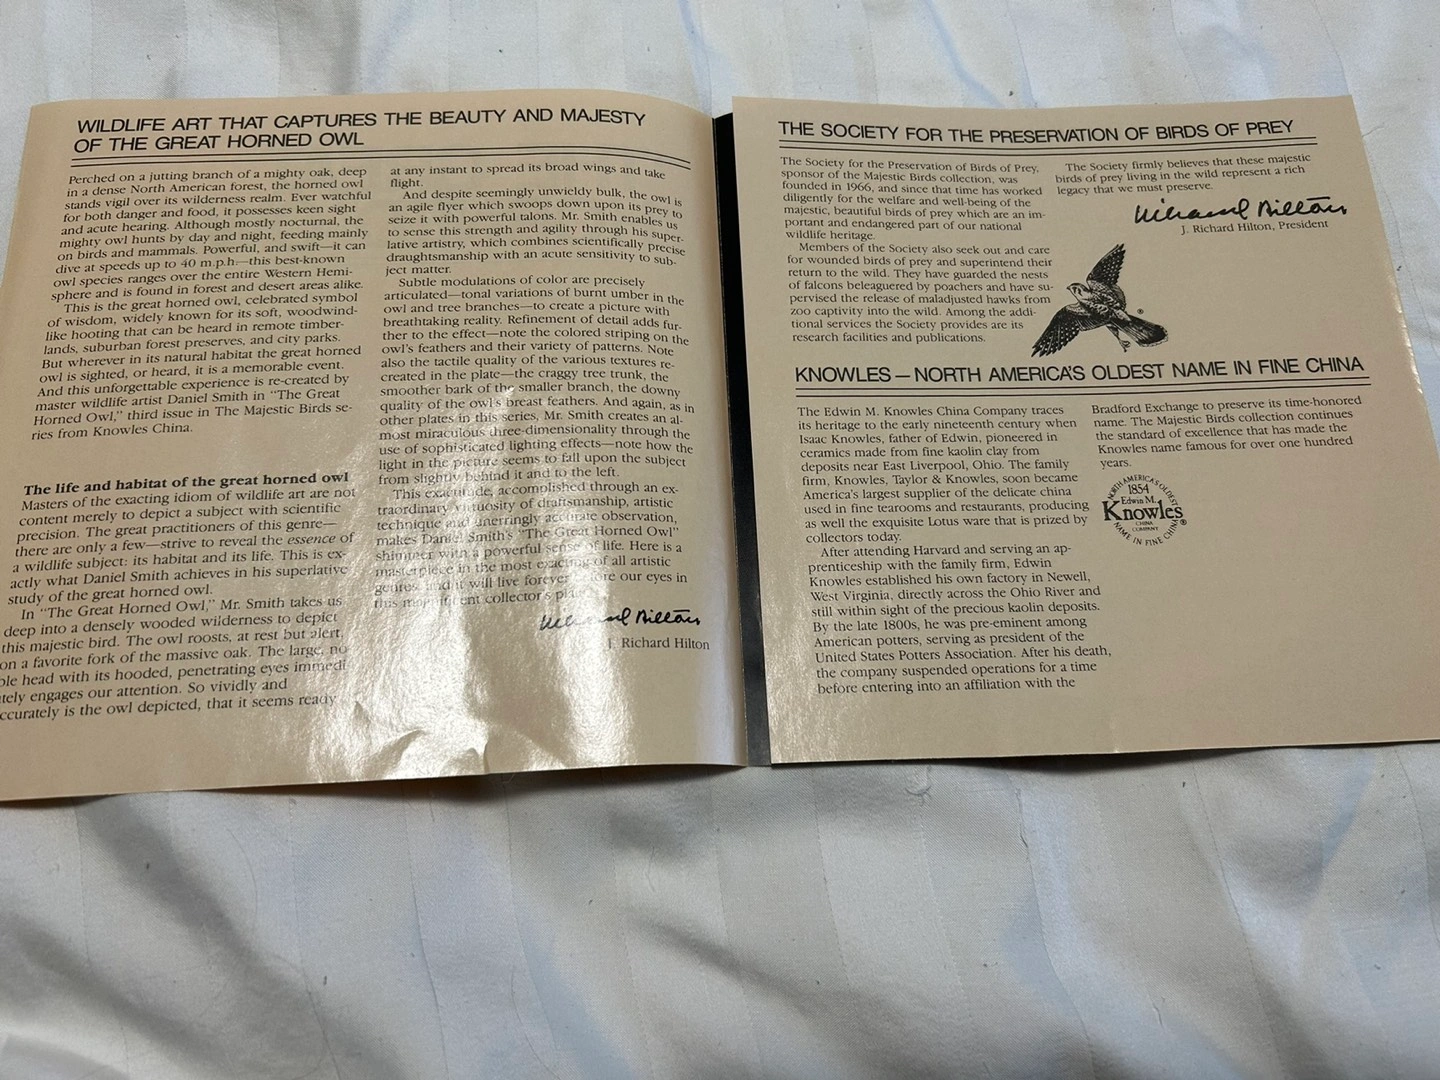 WILDLIFE ART THAT CAPTURES THE BEAUTY AND MAJESTY
OF THE GREAT HORNED OWL
Perched on a jutting branch of a mighty oak, deep
in a dense North American forest, the horned owl
stands vigil over its wilderness realm. Ever watchful
for both danger and food, it possesses keen sight
and acute hearing. Although mostly nocturnal, the
mighty owl hunts by day and night, feeding mainly
on birds and mammals. Powerful, and swift—it can
dive at speeds up to 40 m.p.h.—this best-known
owl species ranges over the entire Western Hemi-
sphere and is found in forest and desert areas alike.
This is the great horned owl, celebrated symbol
of wisdom, widely known for its soft, woodwind-
like hooting that can be heard in remote timber-
lands, suburban forest preserves, and city parks.
But wherever in its natural habitat the great horned
owl is sighted, or heard, it is a memorable event.
And this unforgettable experience is re-created by
master wildlife artist Daniel Smith in "The Great
Horned Owl," third issue in The Majestic Birds se-
ries from Knowles China.
The life and habitat of the great horned owl
Masters of the exacting idiom of wildlife art are not
content merely to depict a subject with scientific
precision. The great practitioners of this genre—
there are only a few—strive to reveal the essence of
a wildlife subject: its habitat and its life. This is ex-
actly what Daniel Smith achieves in his superlative
study of the great horned owl.
In "The Great Horned Owl," Mr. Smith takes us
deep into a densely wooded wilderness to depict
this majestic bird. The owl roosts, at rest but alert,
on a favorite fork of the massive oak. The large, no
ble head with its hooded, penetrating eyes immedi
tely engages our attention. So vividly and
ccurately is the owl depicted, that it seems ready
at any instant to spread its broad wings and take
flight.
And despite seemingly unwieldy bulk, the owl is
an agile flyer which swoops down upon its prey to
seize it with powerful talons. Mr. Smith enables us
to sense this strength and agility through his super-
lative artistry, which combines scientifically precise
draughtsmanship with an acute sensitivity to sub-
ject matter.
Subtle modulations of color are precisely
articulated—tonal variations of burnt umber in the
owl and tree branches—to create a picture with
breathtaking reality. Refinement of detail adds fur-
ther to the effect—note the colored striping on the
owl's feathers and their variety of patterns. Note
also the tactile quality of the various textures re-
created in the plate—the craggy tree trunk, the
smoother bark of the smaller branch, the downy
quality of the owl's breast feathers. And again, as in
other plates in this series, Mr. Smith creates an al-
most miraculous three-dimensionality through the
use of sophisticated lighting effects—note how the
light in the picture seems to fall upon the subject
from slightly behind it and to the left.
This exactitude, accomplished through an ex-
traordinary virtuosity of draftsmanship, artistic
technique and unerringly accurate observation,
makes Daniel Smith's "The Great Horned Owl"
shimmer with a powerful sense of life. Here is a
masterpiece in the most exacting of all artistic
genres, and it will live forever before our eyes in
this magnificent collector's
J. Richard Hilton
THE SOCIETY FOR THE PRESERVATION OF BIRDS OF PREY
The Society for the Preservation of Birds of Prey,
sponsor of the Majestic Birds collection, was
founded in 1966, and since that time has worked
diligently for the welfare and well-being of the
majestic, beautiful birds of prey which are an im-
portant and endangered part of our national
wildlife heritage.
Members of the Society also seek out and care
for wounded birds of prey and superintend their
return to the wild. They have guarded the nests
of falcons beleaguered by poachers and have su-
pervised the release of maladjusted hawks from
zoo captivity into the wild. Among the addi-
tional services the Society provides are its
research facilities and publications.
The Society firmly believes that these majestic
birds of prey living in the wild represent a rich
legacy that we must preserve.
J. Richard Hilton, President
®
KNOWLES — NORTH AMERICA'S OLDEST NAME IN FINE CHINA
The Edwin M. Knowles China Company traces
its heritage to the early nineteenth century when
Isaac Knowles, father of Edwin, pioneered in
ceramics made from fine kaolin clay from
deposits near East Liverpool, Ohio. The family
firm, Knowles, Taylor & Knowles, soon became
America's largest supplier of the delicate china
used in fine tearooms and restaurants, producing
as well the exquisite Lotus ware that is prized by
collectors today.
After attending Harvard and serving an ap-
prenticeship with the family firm, Edwin
Knowles established his own factory in Newell,
West Virginia, directly across the Ohio River and
still within sight of the precious kaolin deposits.
By the late 1800s, he was pre-eminent among
American potters, serving as president of the
United States Potters Association. After his death,
the company suspended operations for a time
before entering into an affiliation with the
Bradford Exchange to preserve its time-honored
name. The Majestic Birds collection continues
the standard of excellence that has made the
Knowles name famous for over one hundred
years.
NORTH AMERICA'S OLDEST
1854
Edwin M.
Knowles
CHINA
COMPANY
NAME IN FINE CHINA
®